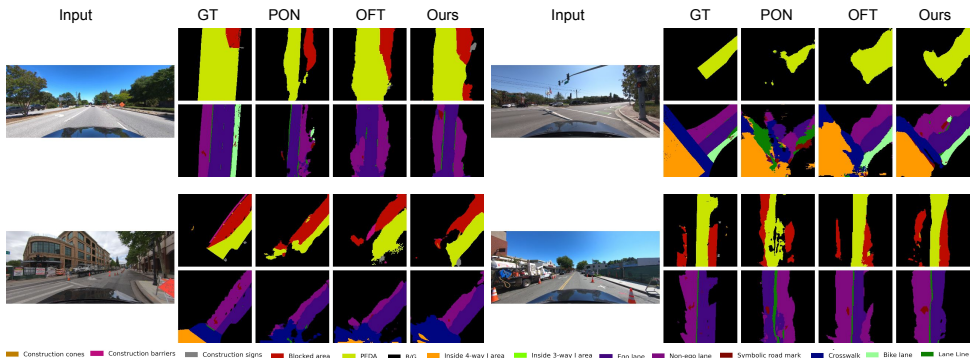 Input GT PON OFT Ours Input GT PON OFT Ours
Construction cones Construction barriers Construction signs Blocked area PFDA B/G Inside 4-way I area Inside 3-way I area Ego lane Non-ego lane Symbolic road mark Crosswalk Bike lane Lane Line